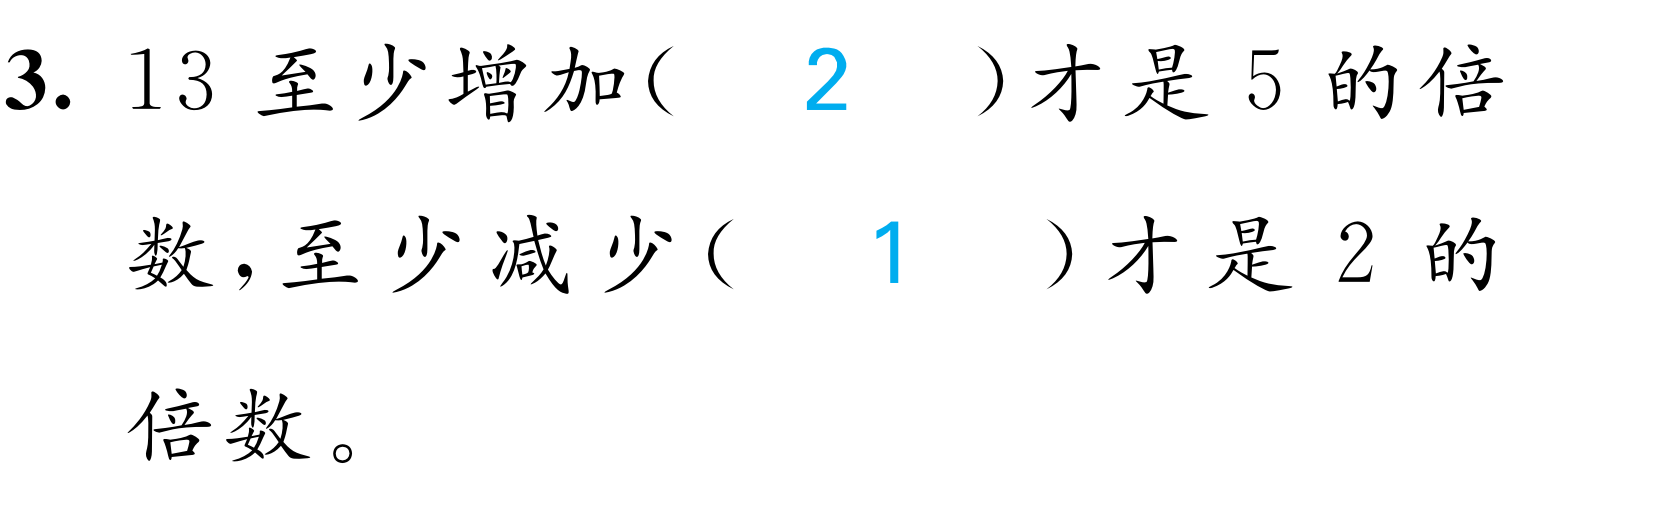 3. 13 至少增加( 2 )才是 5 的倍
数,至少减少( 1 )才是 2 的
倍数。